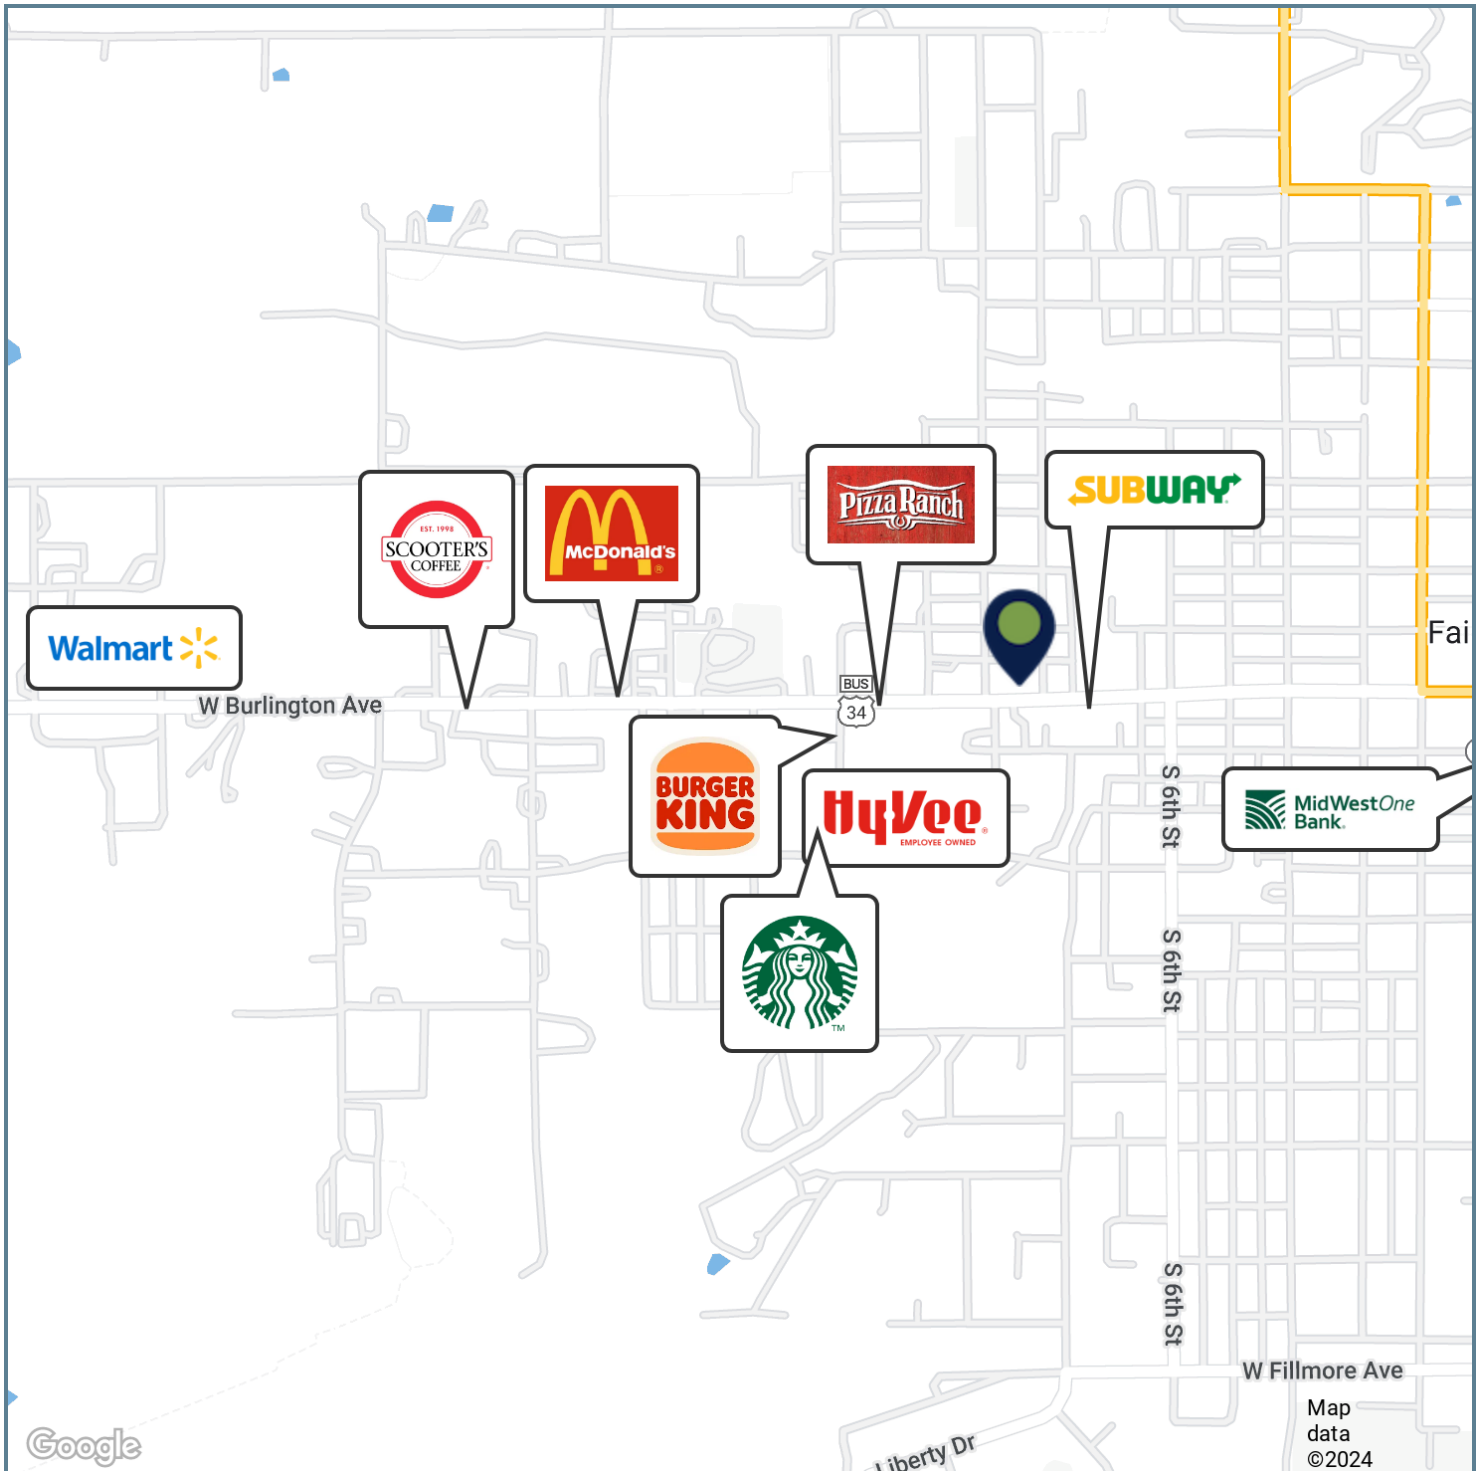 EST. 1998
SCOOTER'S
COFFEE
McDonald's
®
Pizza Ranch
SUBWAY
Walmart
W Burlington Ave
BUS
34
Fai
BURGER
KING
HyVee
®
EMPLOYEE OWNED
MidWestOne
Bank.
S 6th St
TM
S 6th St
S 6th St
W Fillmore Ave
Map
data
©2024
Google
Liberty Dr